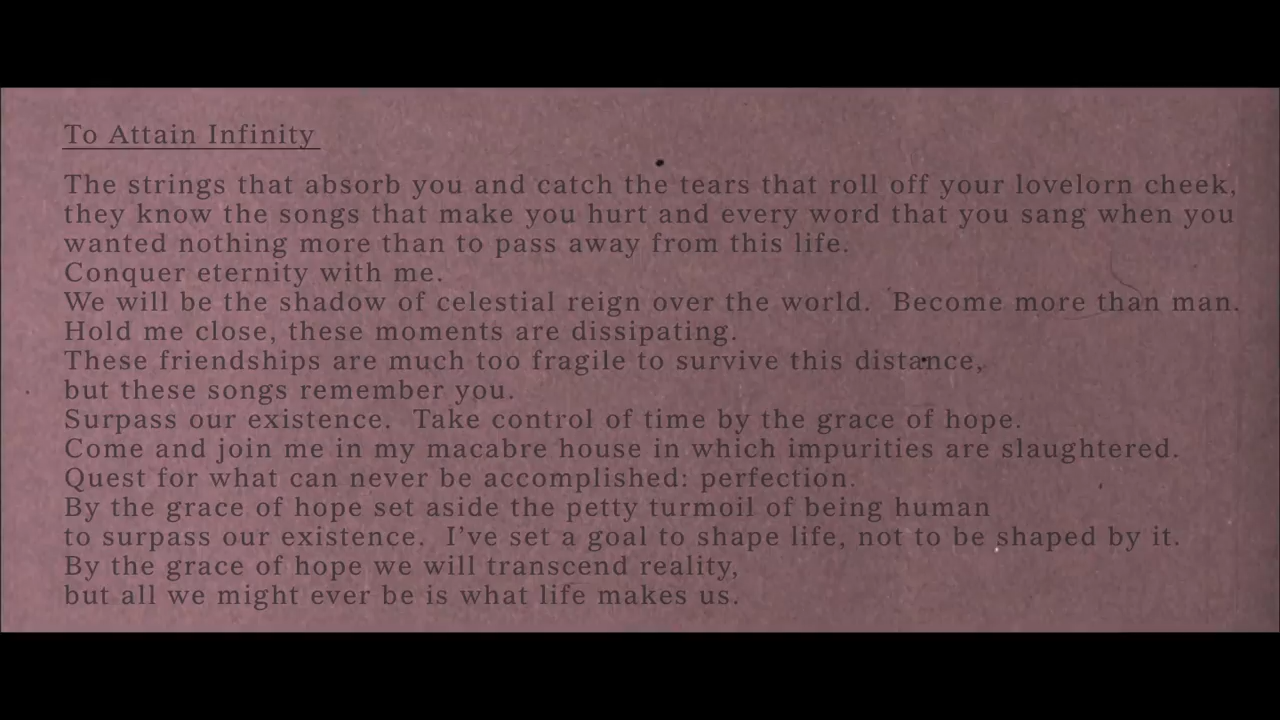 To Attain Infinity
The strings that absorb you and catch the tears that roll off your lovelorn cheek,
they know the songs that make you hurt and every word that you sang when you
wanted nothing more than to pass away from this life.
Conquer eternity with me.
We will be the shadow of celestial reign over the world.  Become more than man.
Hold me close, these moments are dissipating.
These friendships are much too fragile to survive this distance,
but these songs remember you.
Surpass our existence.  Take control of time by the grace of hope.
Come and join me in my macabre house in which impurities are slaughtered.
Quest for what can never be accomplished: perfection.
By the grace of hope set aside the petty turmoil of being human
to surpass our existence.  I've set a goal to shape life, not to be shaped by it.
By the grace of hope we will transcend reality,
but all we might ever be is what life makes us.